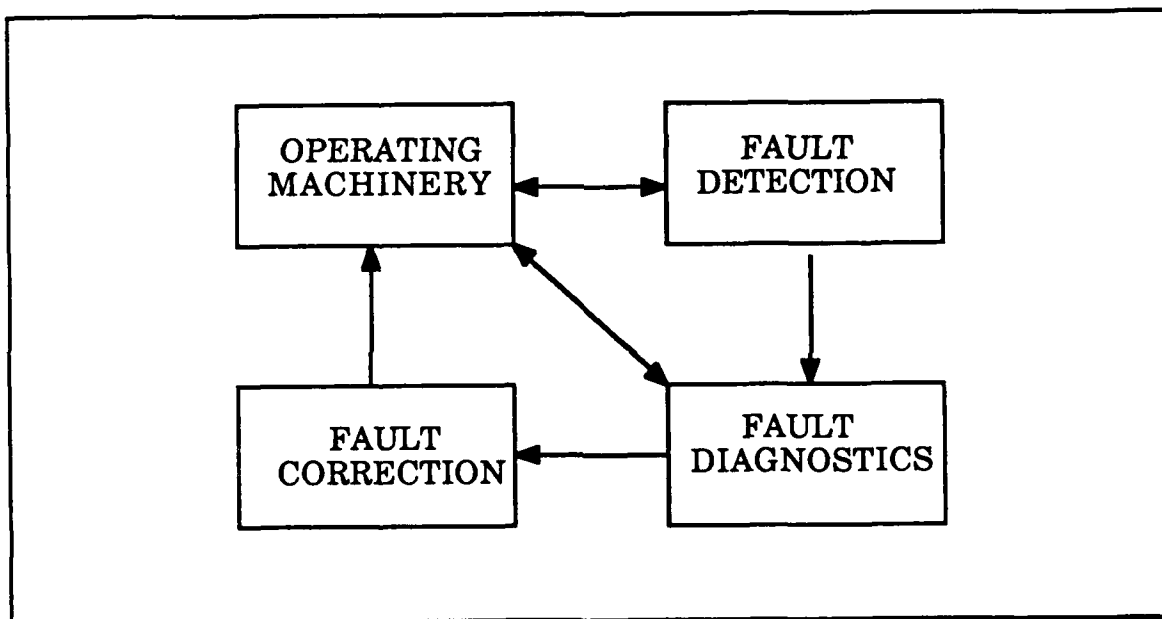 OPERATING
MACHINERY
FAULT
DETECTION
FAULT
CORRECTION
FAULT
DIAGNOSTICS